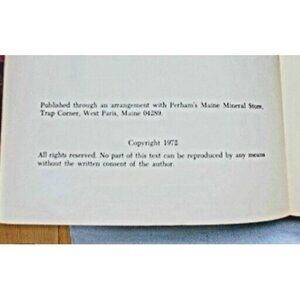 Published through an arrangement with Perham's Maine Mineral Store,
Trap Corner, West Paris, Maine 04289.
Copyright 1972
All rights reserved. No part of this text can be reproduced by any means
without the written consent of the author.